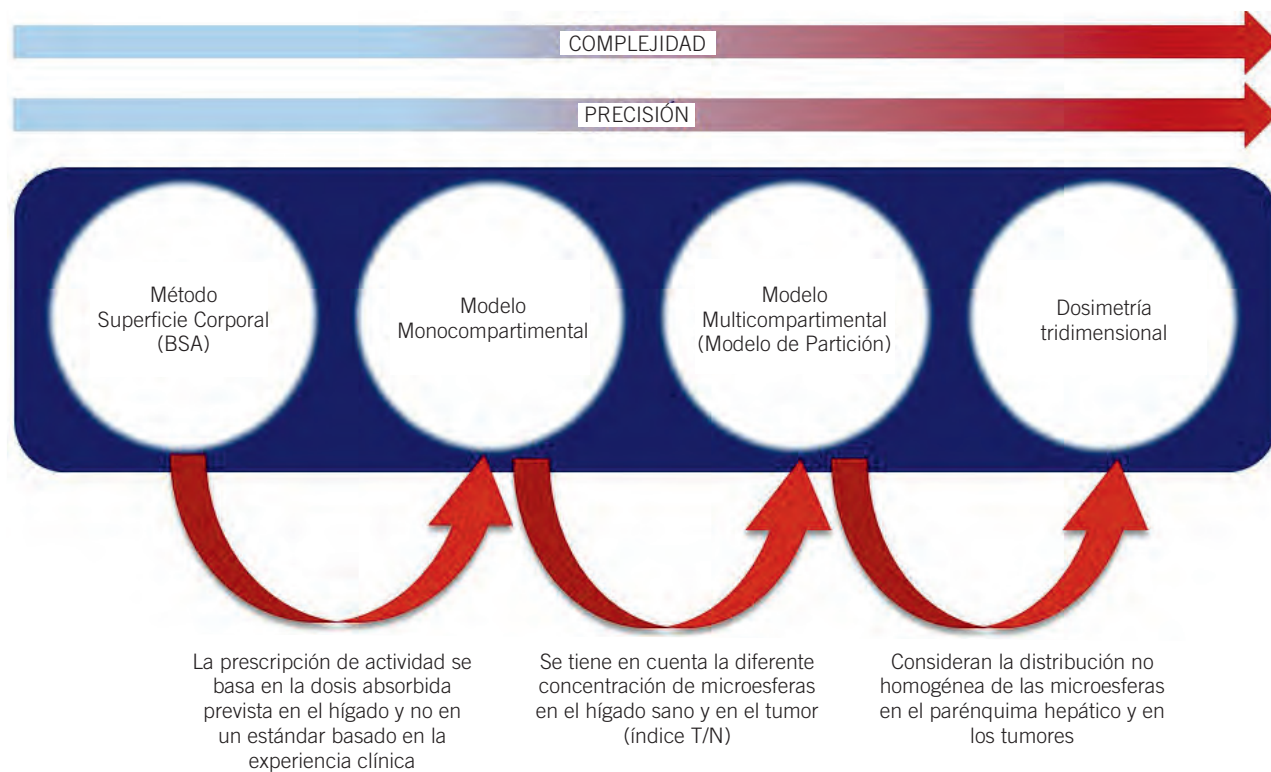 COMPLEJIDAD
PRECISIÓN
Método
Superficie Corporal
(BSA)
Modelo
Monocompartimental
Modelo
Multicompartimental
(Modelo de Partición)
Dosimetría
tridimensional
La prescripción de actividad se
basa en la dosis absorbida
prevista en el hígado y no en
un estándar basado en la
experiencia clínica
Se tiene en cuenta la diferente
concentración de microesferas
en el hígado sano y en el tumor
(índice T/N)
Consideran la distribución no
homogénea de las microesferas
en el parénquima hepático y en
los tumores